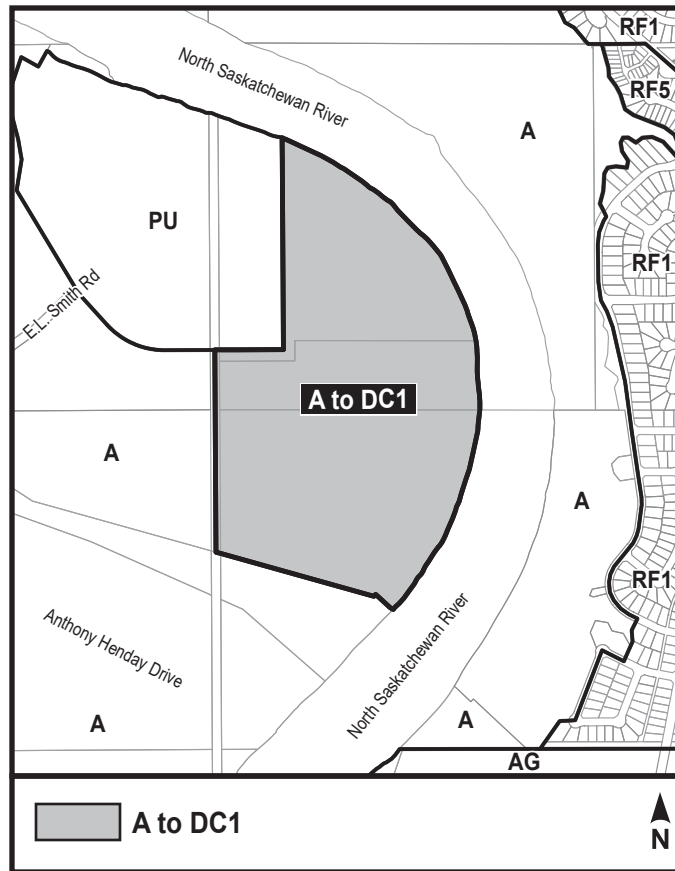 RF1
North Saskatchewan River
RF5
A
PU
RF1
E.L. Smith Rd
A to DC1
A
A
RF1
Anthony Henday Drive
North Saskatchewan River
A
A
AG
A to DC1
N